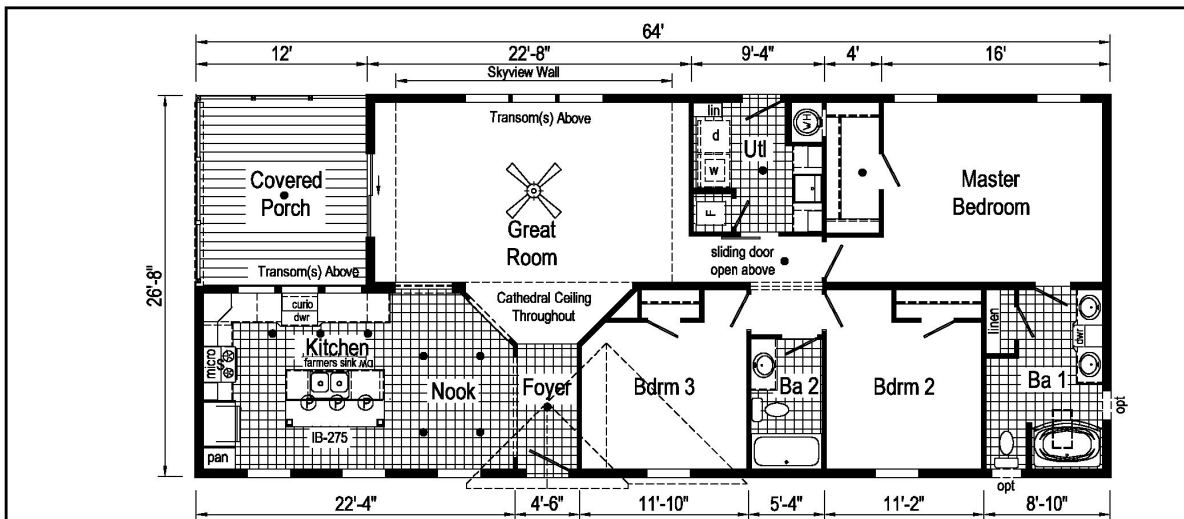 64'
12'
22'-8"
9'-4"
4'
16'
Skyview Wall
26'-8"
Transom(s) Above
lin
d
w
F
Utl
WH
Covered
Porch
Great
Room
Master
Bedroom
sliding door
open above
Transom(s) Above
Cathedral Ceiling
Throughout
curio
dwr
Kitchen
farmers sink
micro
Nook
Foyer
Bdrm 3
Ba 2
Bdrm 2
linen
dwr
Ba 1
opt
IB-275
pan
opt
22'-4"
4'-6"
11'-10"
5'-4"
11'-2"
8'-10"